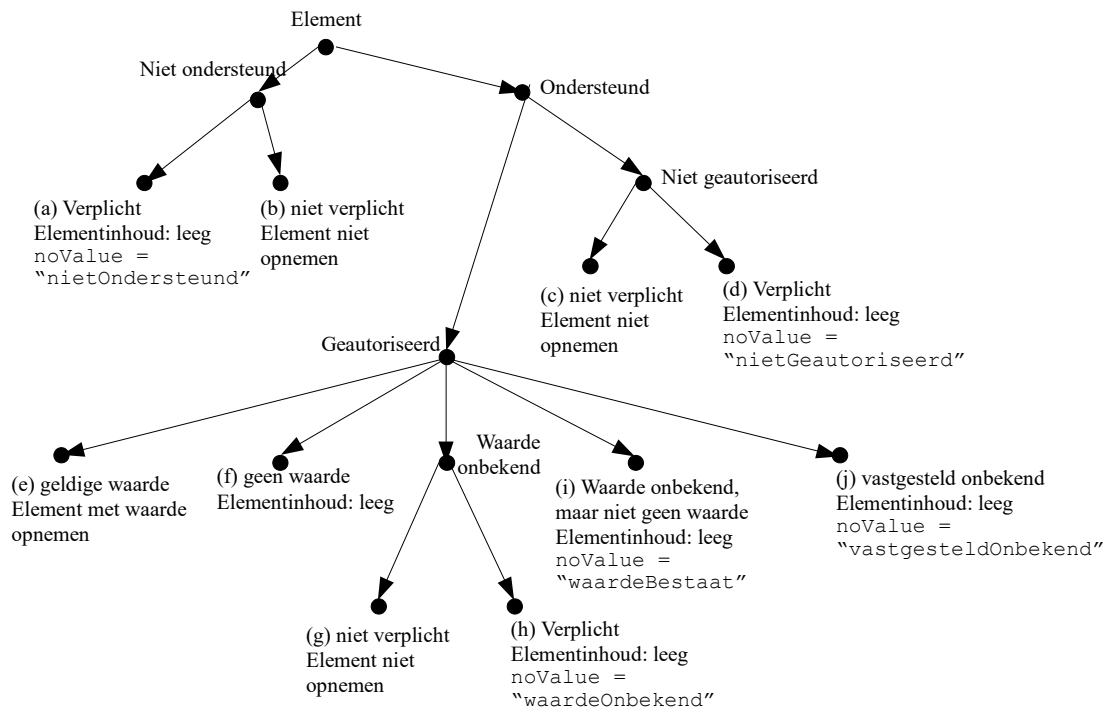 Element
Niet ondersteund
Ondersteund
Niet geautoriseerd
(a) Verplicht
Elementinhoud: leeg
noValue =
“nietOndersteund”
(b) niet verplicht
Element niet
opnemen
(c) niet verplicht
Element niet
opnemen
(d) Verplicht
Elementinhoud: leeg
noValue =
“nietGeautoriseerd”
Geautoriseerd
(e) geldige waarde
Element met waarde
opnemen
(f) geen waarde
Elementinhoud: leeg
Waarde
onbekend
(i) Waarde onbekend,
maar niet geen waarde
Elementinhoud: leeg
noValue =
“waardeBestaat”
(j) vastgesteld onbekend
Elementinhoud: leeg
noValue =
“vastgesteldOnbekend”
(g) niet verplicht
Element niet
opnemen
(h) Verplicht
Elementinhoud: leeg
noValue =
“waardeOnbekend”